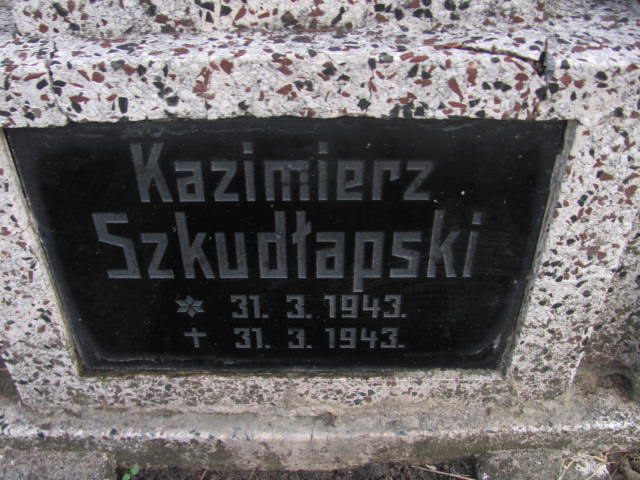 Kazimierz
Szkudłapski
* 31. 3. 1943.
† 31. 3. 1943.